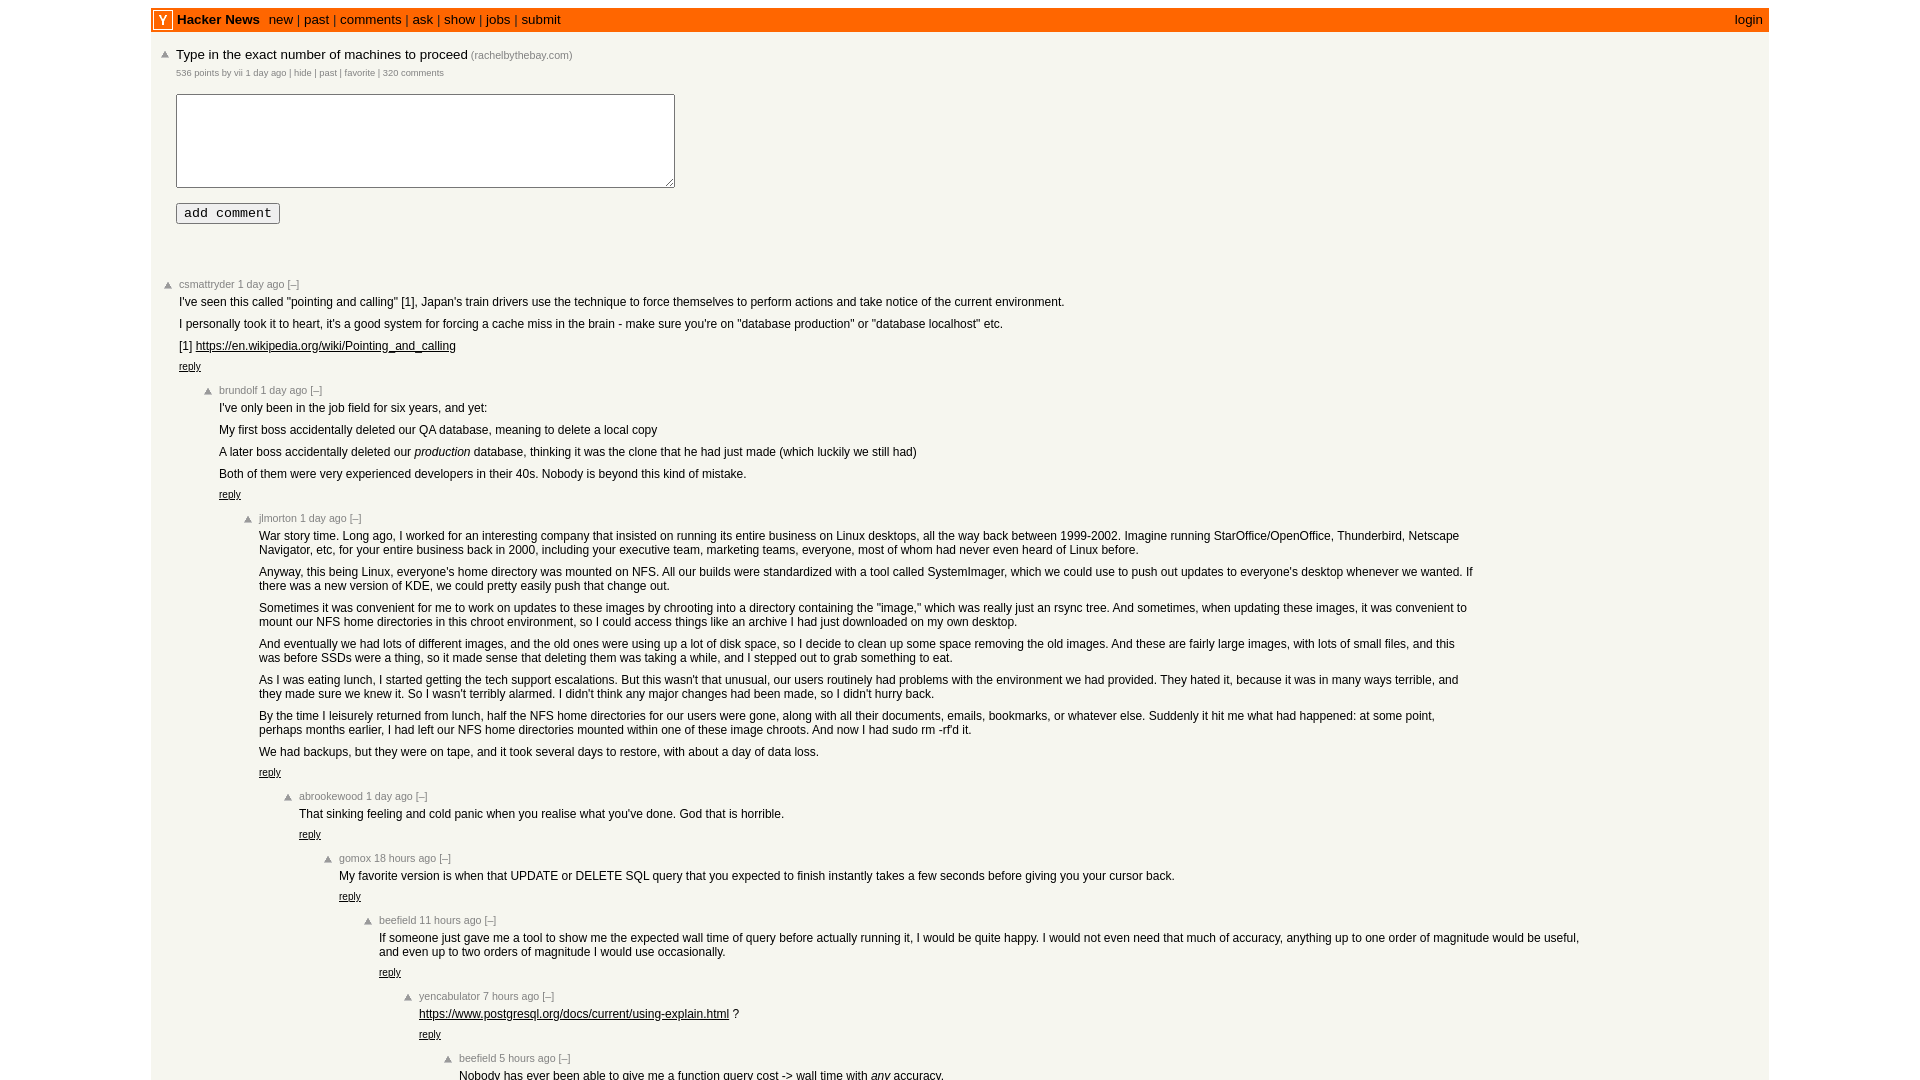 Y Hacker News new | past | comments | ask | show | jobs | submit login
Type in the exact number of machines to proceed (rachelbythebay.com)
536 points by vii 1 day ago | hide | past | favorite | 320 comments
add comment
csmattryder 1 day ago [–]
I've seen this called "pointing and calling" [1], Japan's train drivers use the technique to force themselves to perform actions and take notice of the current environment.
I personally took it to heart, it's a good system for forcing a cache miss in the brain - make sure you're on "database production" or "database localhost" etc.
[1] https://en.wikipedia.org/wiki/Pointing_and_calling
reply
brundolf 1 day ago [–]
I've only been in the job field for six years, and yet:
My first boss accidentally deleted our QA database, meaning to delete a local copy
A later boss accidentally deleted our production database, thinking it was the clone that he had just made (which luckily we still had)
Both of them were very experienced developers in their 40s. Nobody is beyond this kind of mistake.
reply
jlmorton 1 day ago [–]
War story time. Long ago, I worked for an interesting company that insisted on running its entire business on Linux desktops, all the way back between 1999-2002. Imagine running StarOffice/OpenOffice, Thunderbird, Netscape
Navigator, etc, for your entire business back in 2000, including your executive team, marketing teams, everyone, most of whom had never even heard of Linux before.
Anyway, this being Linux, everyone's home directory was mounted on NFS. All our builds were standardized with a tool called SystemImager, which we could use to push out updates to everyone's desktop whenever we wanted. If
there was a new version of KDE, we could pretty easily push that change out.
Sometimes it was convenient for me to work on updates to these images by chrooting into a directory containing the "image," which was really just an rsync tree. And sometimes, when updating these images, it was convenient to
mount our NFS home directories in this chroot environment, so I could access things like an archive I had just downloaded on my own desktop.
And eventually we had lots of different images, and the old ones were using up a lot of disk space, so I decide to clean up some space removing the old images. And these are fairly large images, with lots of small files, and this
was before SSDs were a thing, so it made sense that deleting them was taking a while, and I stepped out to grab something to eat.
As I was eating lunch, I started getting the tech support escalations. But this wasn't that unusual, our users routinely had problems with the environment we had provided. They hated it, because it was in many ways terrible, and
they made sure we knew it. So I wasn't terribly alarmed. I didn't think any major changes had been made, so I didn't hurry back.
By the time I leisurely returned from lunch, half the NFS home directories for our users were gone, along with all their documents, emails, bookmarks, or whatever else. Suddenly it hit me what had happened: at some point,
perhaps months earlier, I had left our NFS home directories mounted within one of these image chroots. And now I had sudo rm -rf'd it.
We had backups, but they were on tape, and it took several days to restore, with about a day of data loss.
reply
abrookewood 1 day ago [–]
That sinking feeling and cold panic when you realise what you've done. God that is horrible.
reply
gomox 18 hours ago [–]
My favorite version is when that UPDATE or DELETE SQL query that you expected to finish instantly takes a few seconds before giving you your cursor back.
reply
beefield 11 hours ago [–]
If someone just gave me a tool to show me the expected wall time of query before actually running it, I would be quite happy. I would not even need that much of accuracy, anything up to one order of magnitude would be useful,
and even up to two orders of magnitude I would use occasionally.
reply
yencabulator 7 hours ago [–]
https://www.postgresql.org/docs/current/using-explain.html ?
reply
beefield 5 hours ago [–]
Nobody has ever been able to give me a function query cost -> wall time with any accuracy.